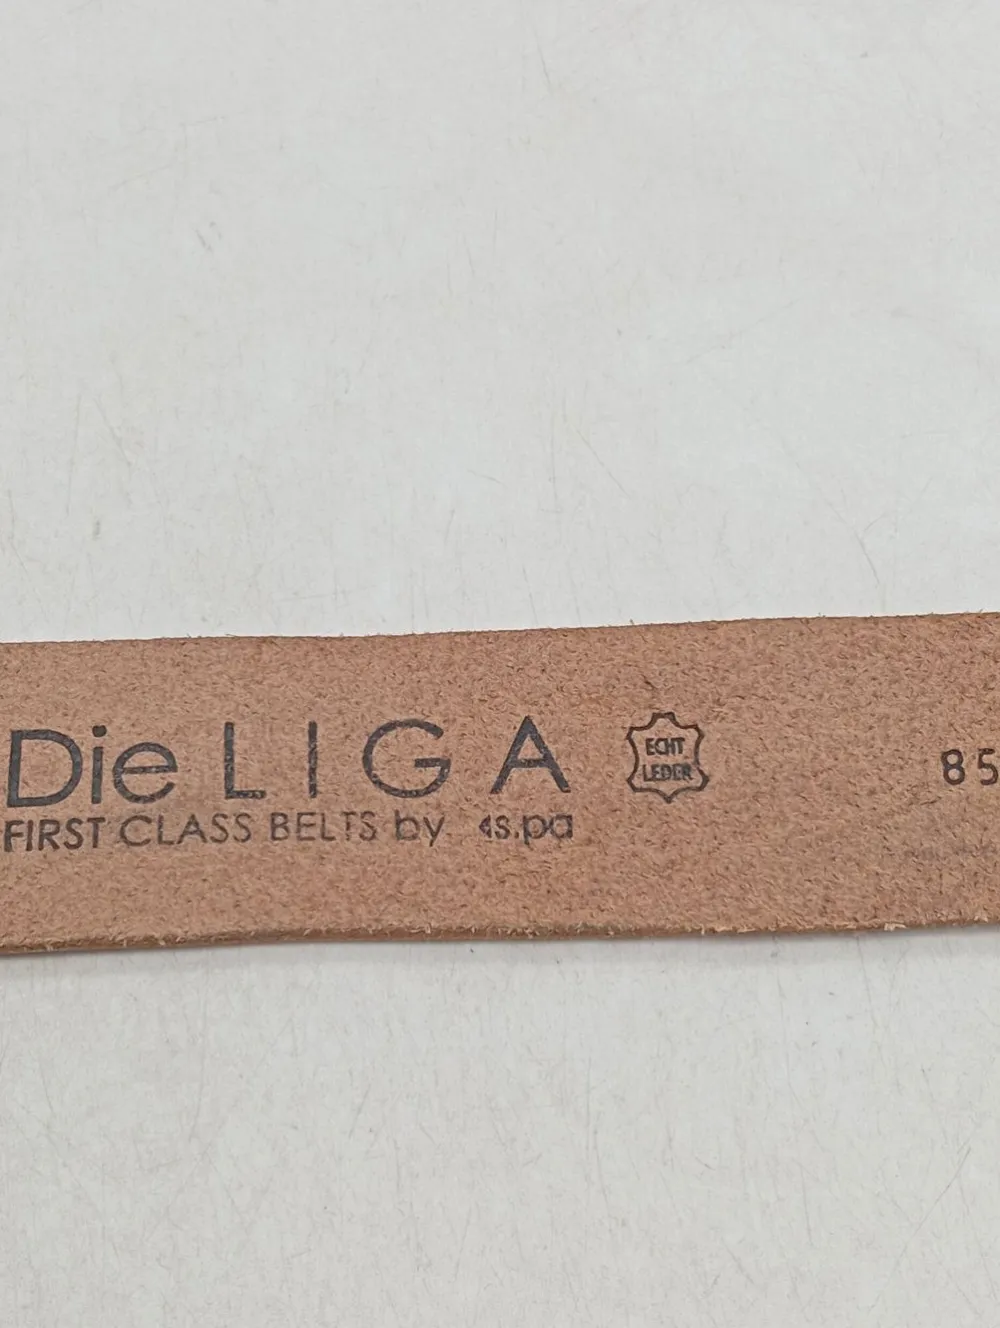 Die LIGA
FIRST CLASS BELTS by
ECHT
LEDER
85